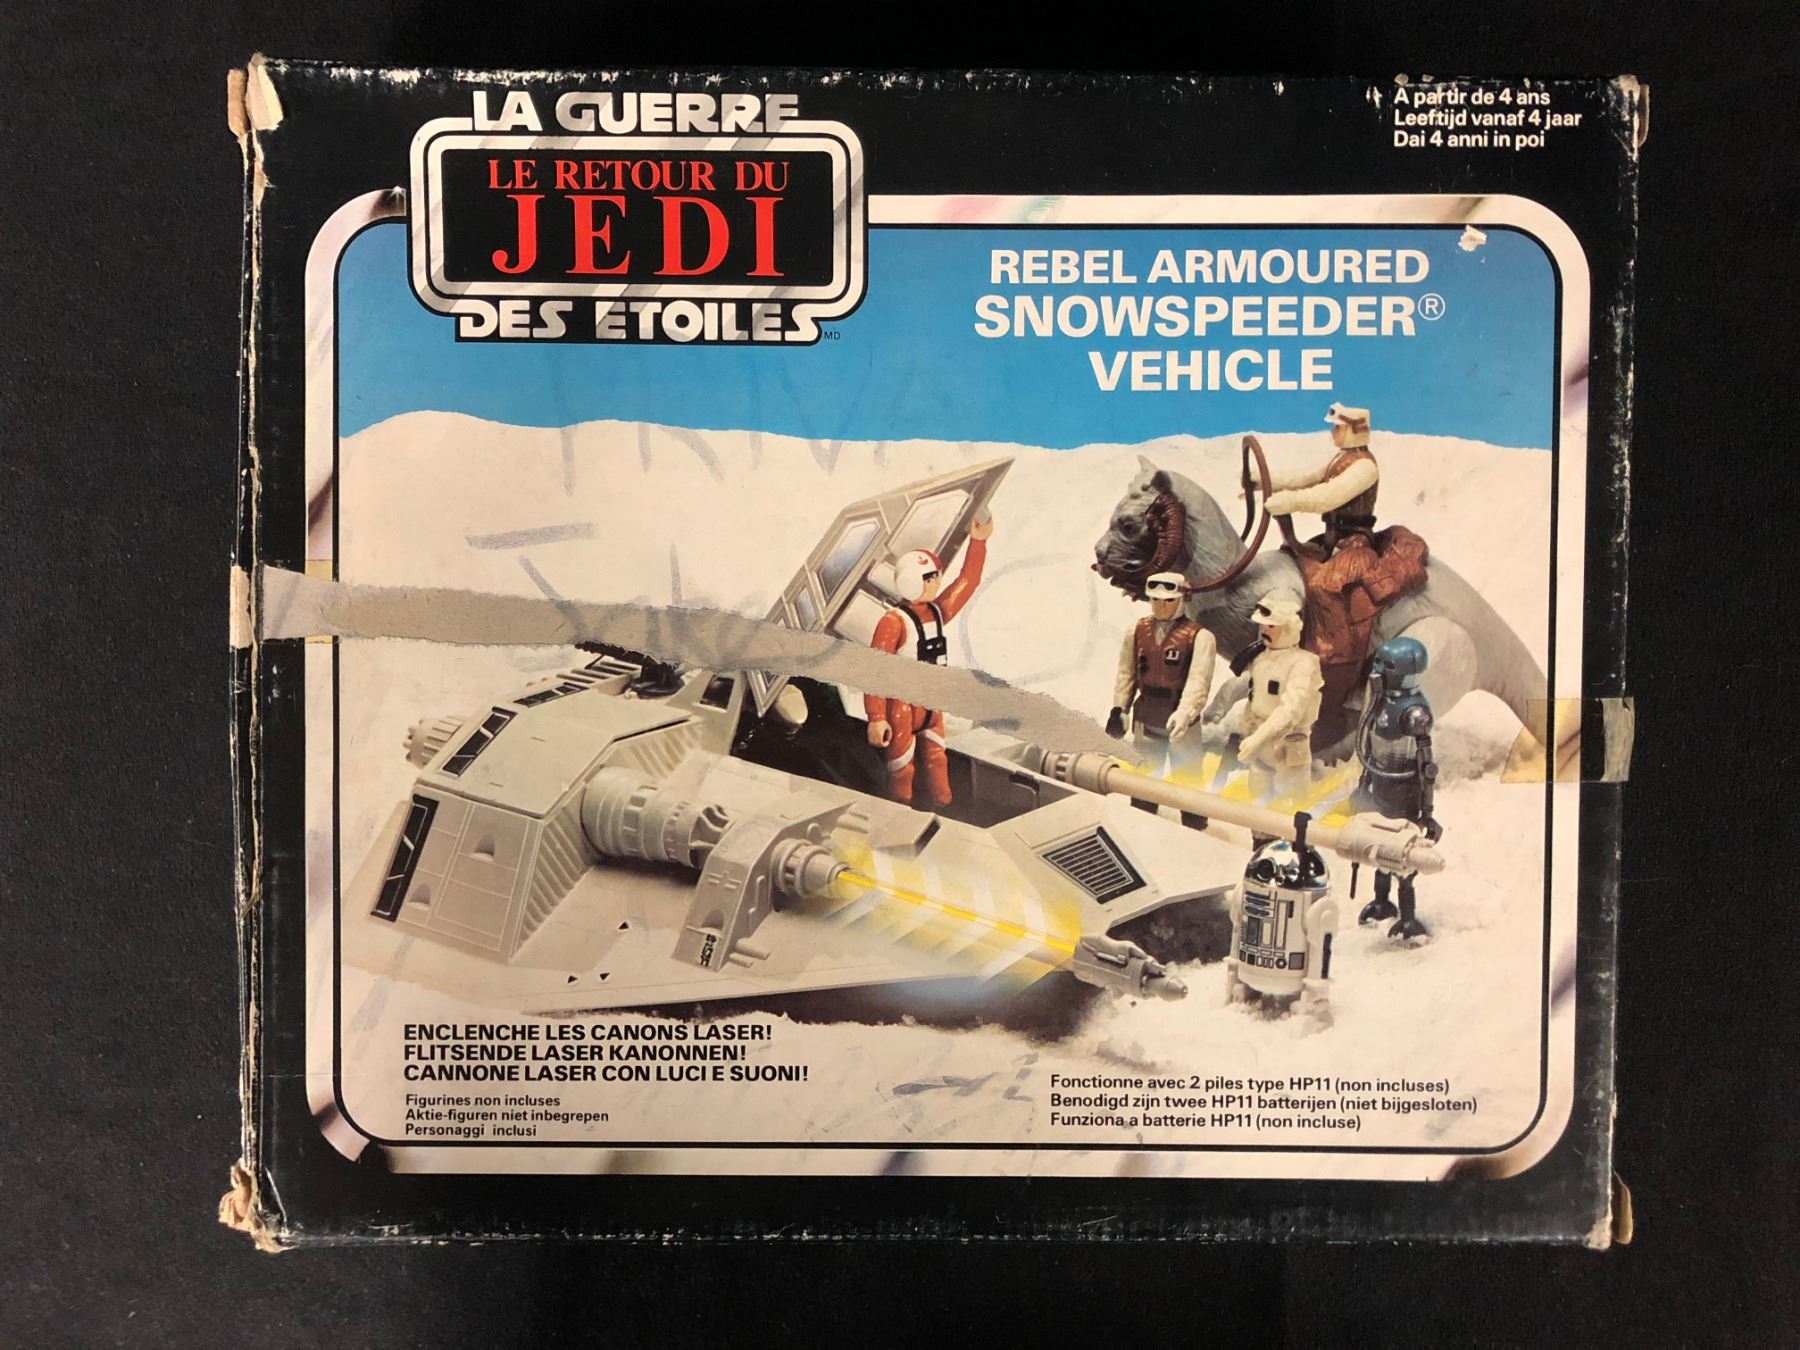 LA GUERRE
LE RETOUR DU
JEDI
DES ETOILES MD
A partir de 4 ans
Leeftijd vanaf 4 jaar
Dai 4 anni in poi
REBEL ARMOURED
SNOWSPEEDER®
VEHICLE
ENCLENCHE LES CANONS LASER!
FLITSENDE LASER KANONNEN!
CANNONE LASER CON LUCI E SUONI!
Figurines non incluses
Aktie-figuren niet inbegrepen
Personaggi inclusi
Fonctionne avec 2 piles type HP11 (non incluses)
Benodigd zijn twee HP11 batterijen (niet bijgesloten)
Funziona a batterie HP11 (non incluse)